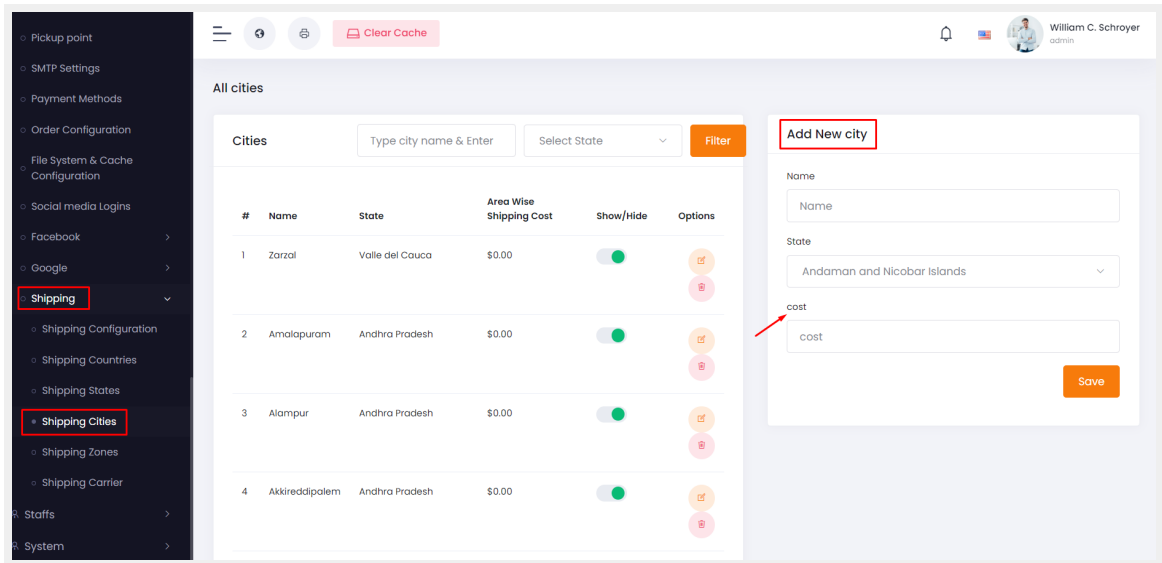 Pickup point
SMTP Settings
Payment Methods
Order Configuration
File System & Cache
Configuration
Social media Logins
Facebook
Google
Shipping
Shipping Configuration
Shipping Countries
Shipping States
Shipping Cities
Shipping Zones
Shipping Carrier
Staffs
System
Clear Cache
William C. Schroyer
admin
All cities
Cities
Type city name & Enter
Select State
Filter
# Name State Area Wise Shipping Cost Show/Hide Options
1 Zarzal Valle del Cauca $0.00
2 Amalapuram Andhra Pradesh $0.00
3 Alampur Andhra Pradesh $0.00
4 Akkireddipalem Andhra Pradesh $0.00
Add New city
Name
Name
State
Andaman and Nicobar Islands
cost
cost
Save